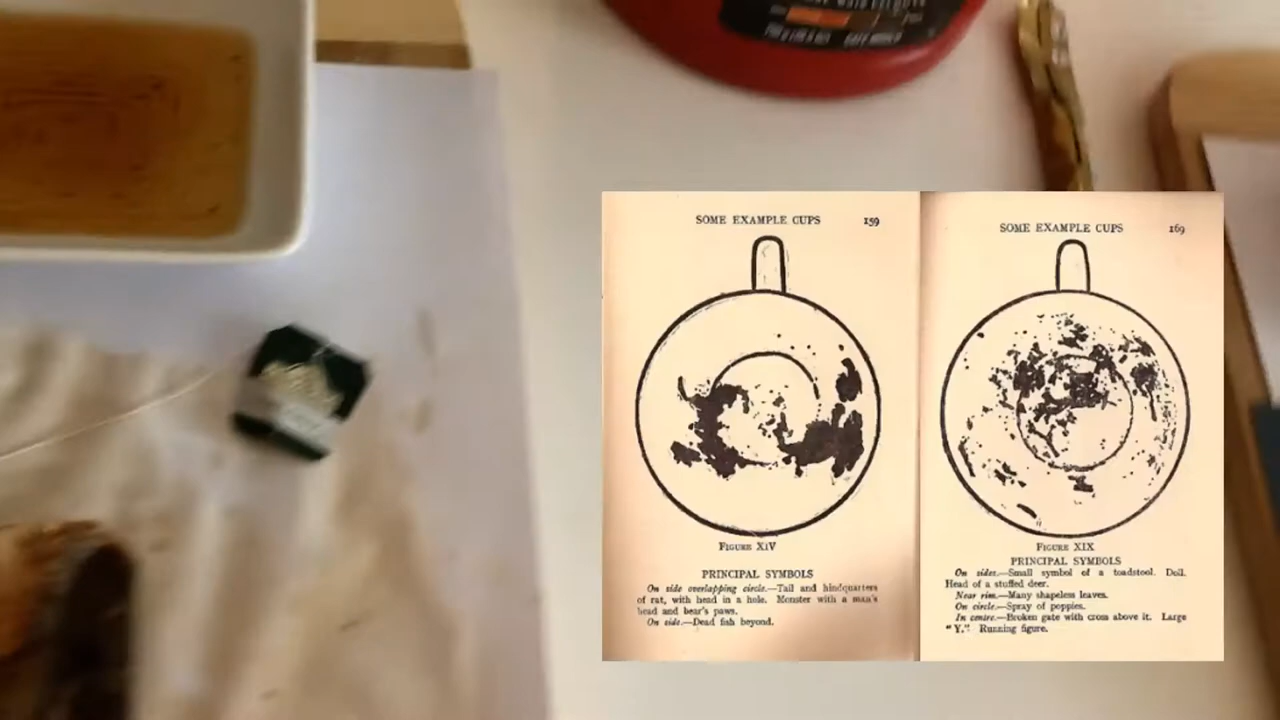 SOME EXAMPLE CUPS 159
FIGURE XIV
PRINCIPAL SYMBOLS
On side overlapping circle.—Tail and hindquarters
of rat, with head in a hole. Monster with a man's
head and bear's paws.
On side.—Dead fish beyond.
SOME EXAMPLE CUPS 169
FIGURE XIX
PRINCIPAL SYMBOLS
On sides.—Small symbol of a toadstool. Doll.
Head of a stuffed deer.
Near rim.—Many shapeless leaves.
On circle.—Spray of poppies.
In centre.—Broken gate with cross above it. Large
"Y." Running figure.